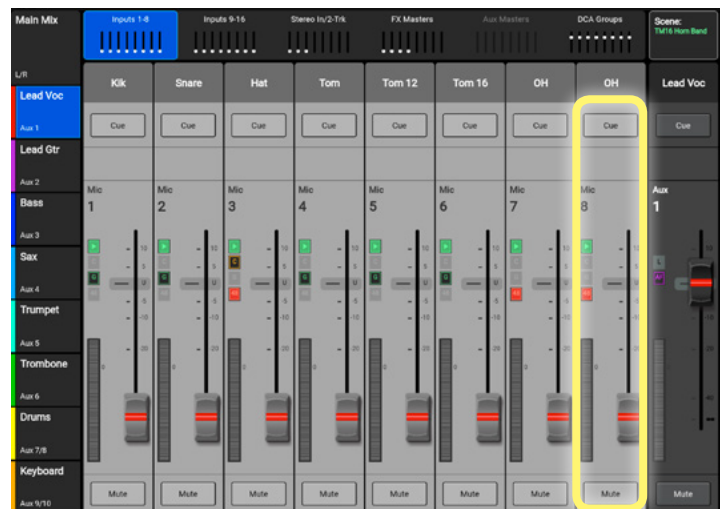 Main Mix
L/R
Inputs 1-8
Inputs 9-16
Stereo In/2-Trk
FX Masters
Aux Masters
DCA Groups
Scene:
TM16 Horn Band
Lead Voc
Aux 1
Lead Gtr
Aux 2
Bass
Aux 3
Sax
Aux 4
Trumpet
Aux 5
Trombone
Aux 6
Drums
Aux 7/8
Keyboard
Aux 9/10
Kik Snare Hat Tom Tom 12 Tom 16 OH OH Lead Voc
Cue Cue Cue Cue Cue Cue Cue Cue Cue
Mic Mic Mic Mic Mic Mic Mic Mic Aux
1 2 3 4 5 6 7 8 1
Mute Mute Mute Mute Mute Mute Mute Mute Mute